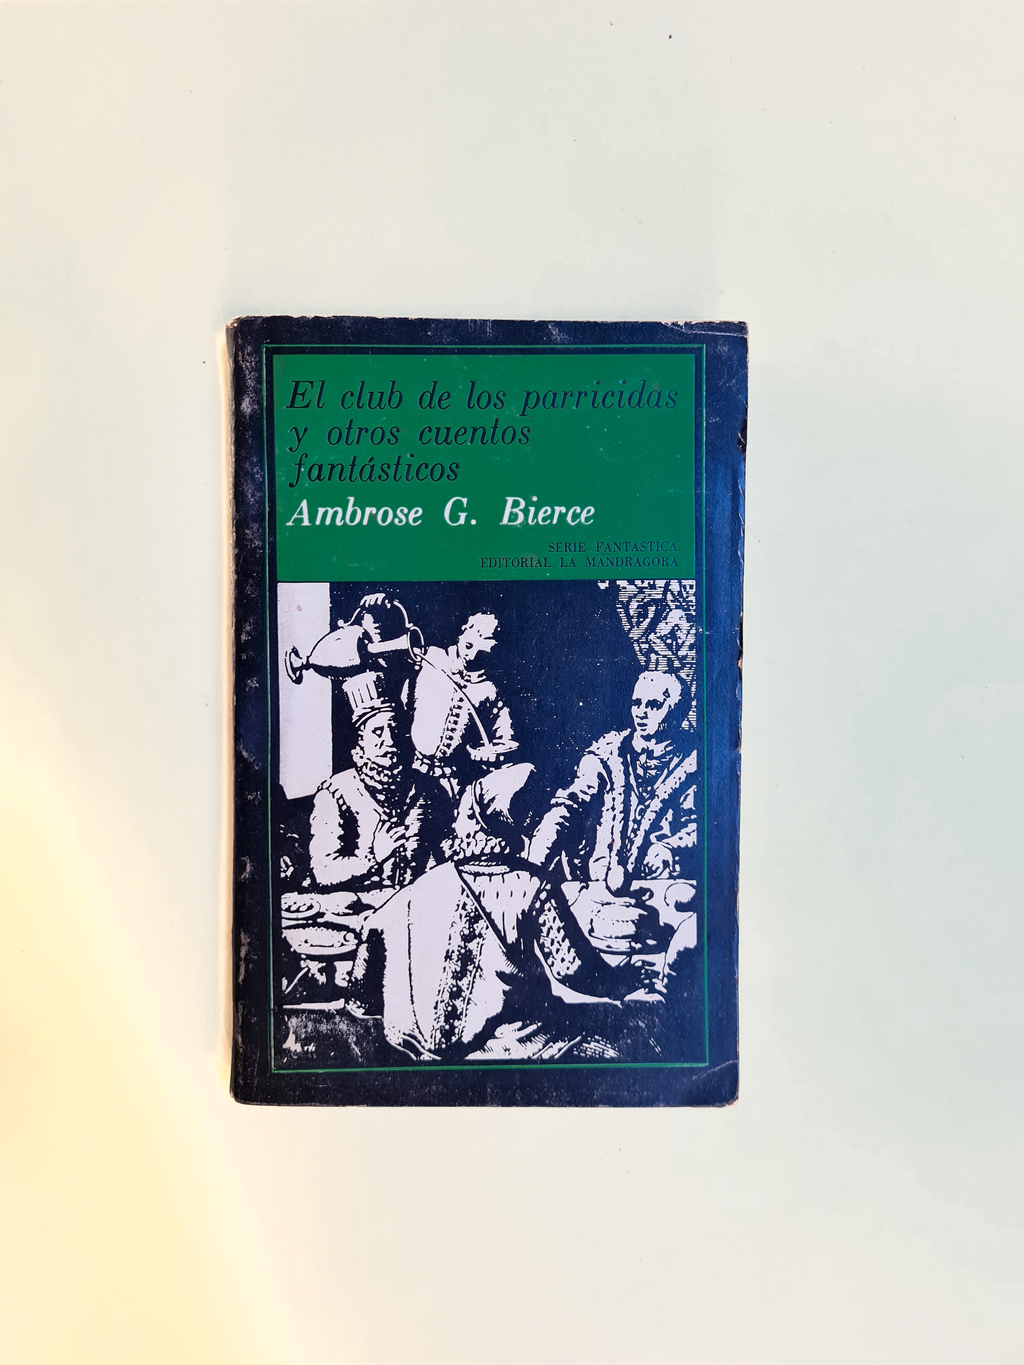 El club de los parricidas
y otros cuentos
fantásticos
Ambrose G. Bierce
SERIE FANTASTICA
EDITORIAL LA MANDRAGORA